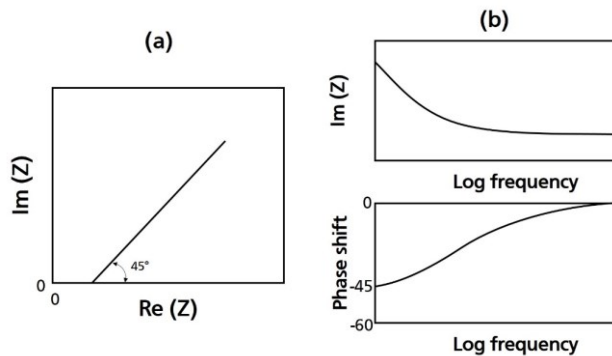 (a)
Im (Z)
45°
0
0
Re (Z)
(b)
Im (Z)
Log frequency
0
Phase shift
-45
-60
Log frequency